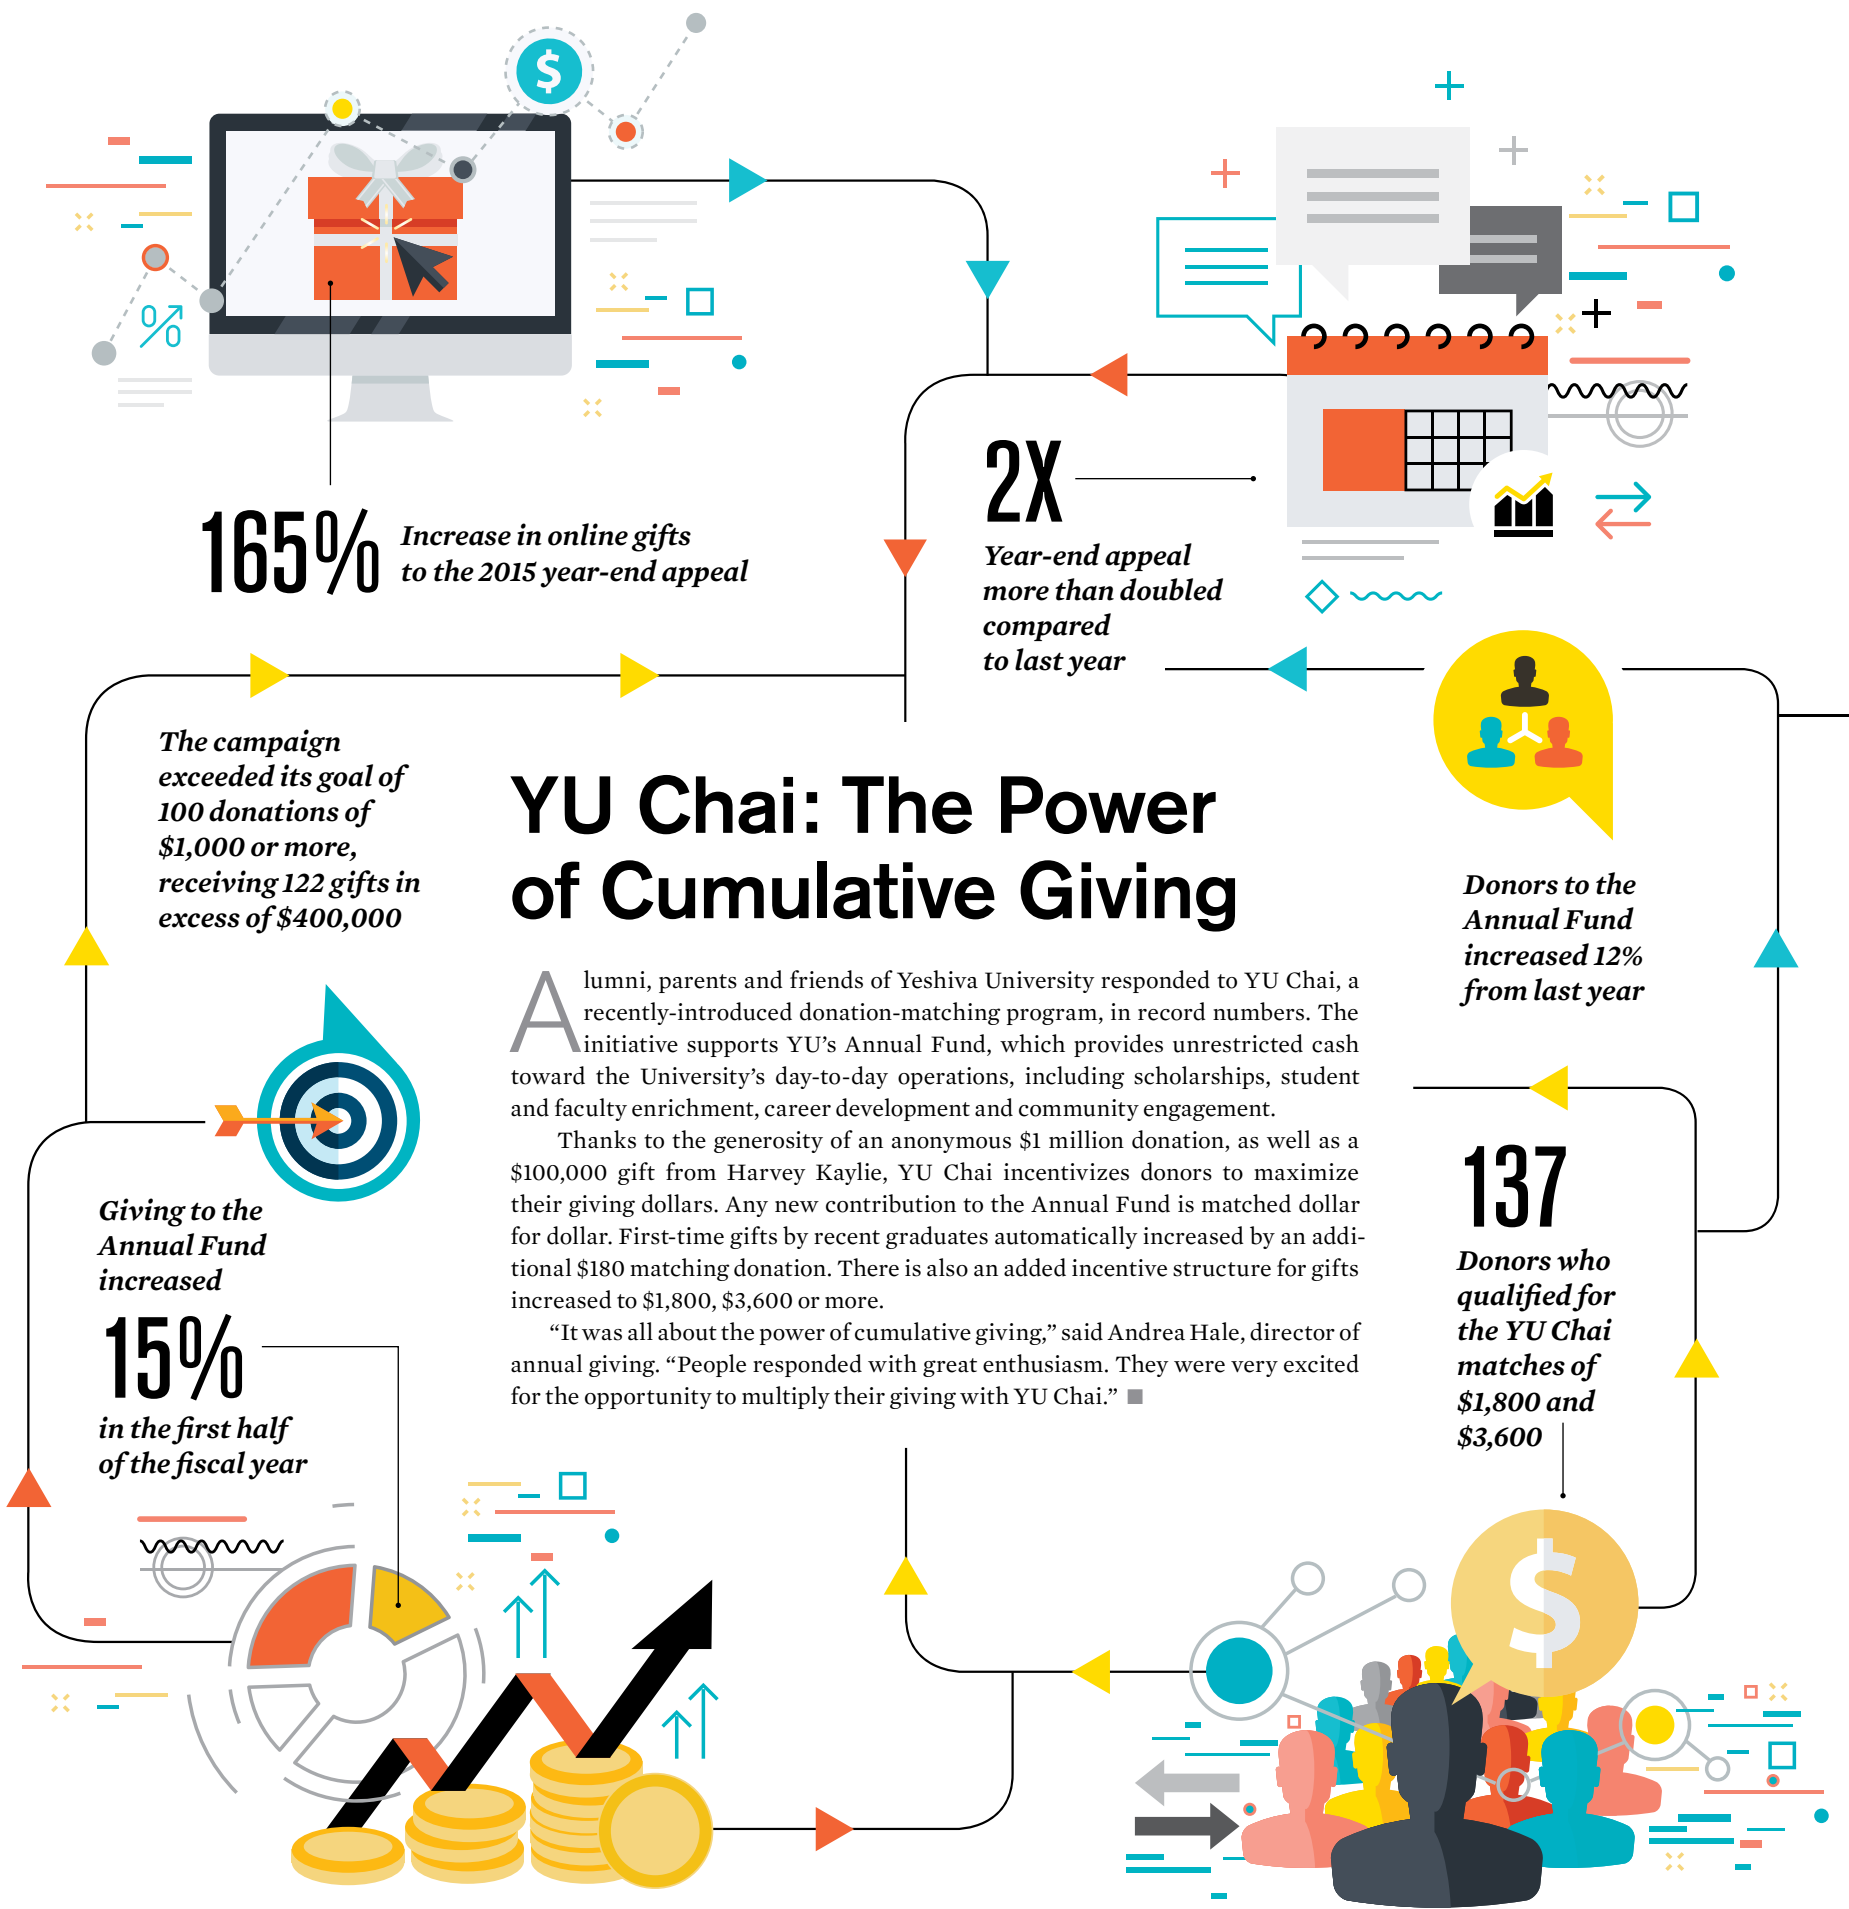 165%
Increase in online gifts
to the 2015 year-end appeal
2X
Year-end appeal
more than doubled
compared
to last year
The campaign
exceeded its goal of
100 donations of
$1,000 or more,
receiving 122 gifts in
excess of $400,000
YU Chai: The Power
of Cumulative Giving
Alumni, parents and friends of Yeshiva University responded to YU Chai, a
recently-introduced donation-matching program, in record numbers. The
initiative supports YU’s Annual Fund, which provides unrestricted cash
toward the University’s day-to-day operations, including scholarships, student
and faculty enrichment, career development and community engagement.
Thanks to the generosity of an anonymous $1 million donation, as well as a
$100,000 gift from Harvey Kaylie, YU Chai incentivizes donors to maximize
their giving dollars. Any new contribution to the Annual Fund is matched dollar
for dollar. First-time gifts by recent graduates automatically increased by an addi-
tional $180 matching donation. There is also an added incentive structure for gifts
increased to $1,800, $3,600 or more.
“It was all about the power of cumulative giving,” said Andrea Hale, director of
annual giving. “People responded with great enthusiasm. They were very excited
for the opportunity to multiply their giving with YU Chai.”
Donors to the
Annual Fund
increased 12%
from last year
137
Donors who
qualified for
the YU Chai
matches of
$1,800 and
$3,600
Giving to the
Annual Fund
increased
15%
in the first half
of the fiscal year
$
%
$